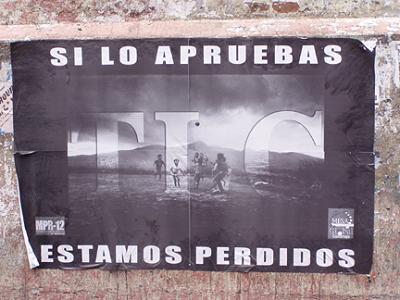 SI LO APRUEBAS
TLC
MPR-12
ESTAMOS PERDIDOS